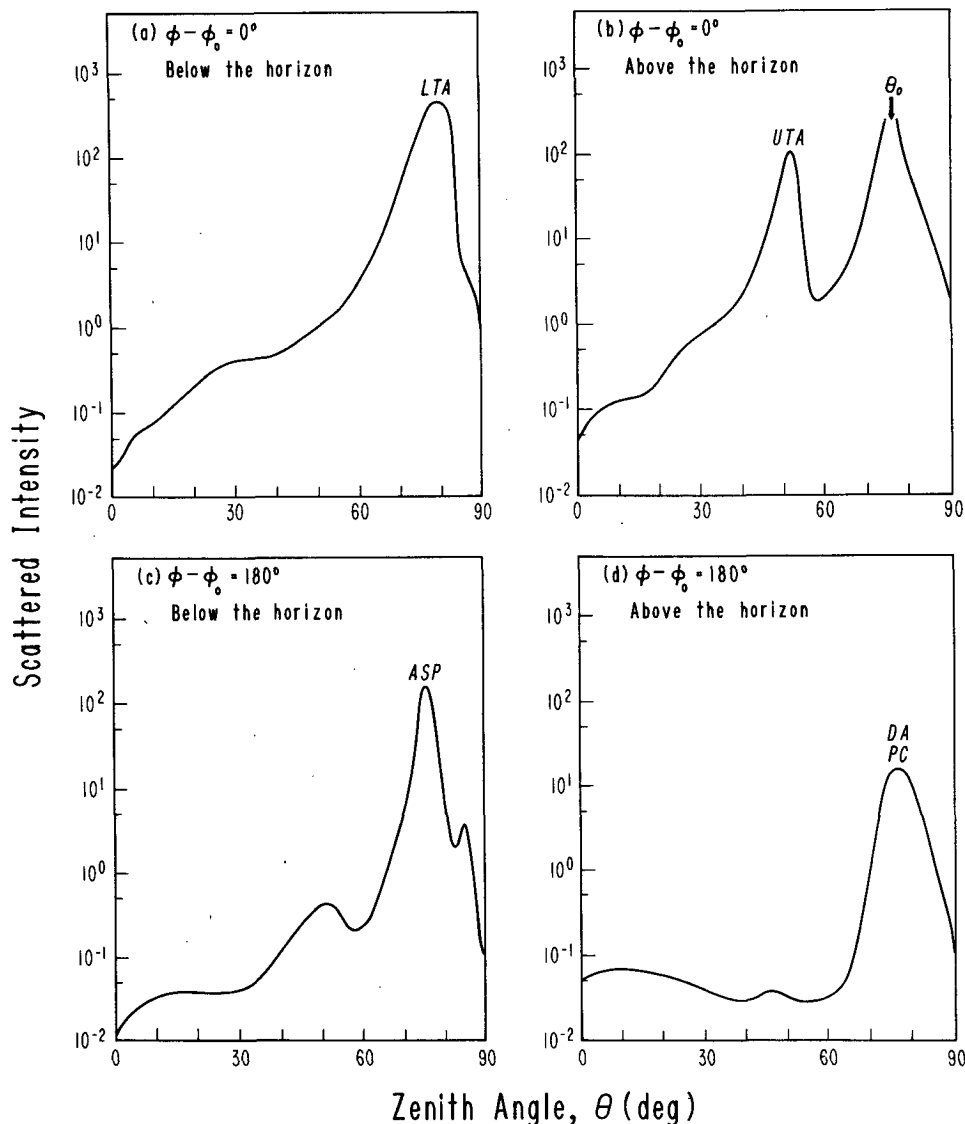 (a) ϕ−ϕ₀ = 0°
Below the horizon
LTA
10³
10²
10¹
10⁰
10⁻¹
10⁻²
0
30
60
90
(b) ϕ−ϕ₀ = 0°
Above the horizon
UTA
θ₀
10³
10²
10¹
10⁰
10⁻¹
10⁻²
0
30
60
90
(c) ϕ−ϕ₀ = 180°
Below the horizon
ASP
10³
10²
10¹
10⁰
10⁻¹
10⁻²
0
30
60
90
(d) ϕ−ϕ₀ = 180°
Above the horizon
DA
PC
10³
10²
10¹
10⁰
10⁻¹
10⁻²
0
30
60
90
Scattered Intensity
Zenith Angle, θ (deg)